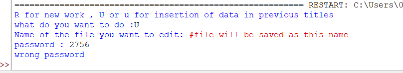 =============================================== RESTART: C:\Users\0
R for new work , U or u for insertion of data in previous titles
what do you want to do :U
Name of the file you want to edit: #file will be saved as this name
password : 2756
wrong password
>>